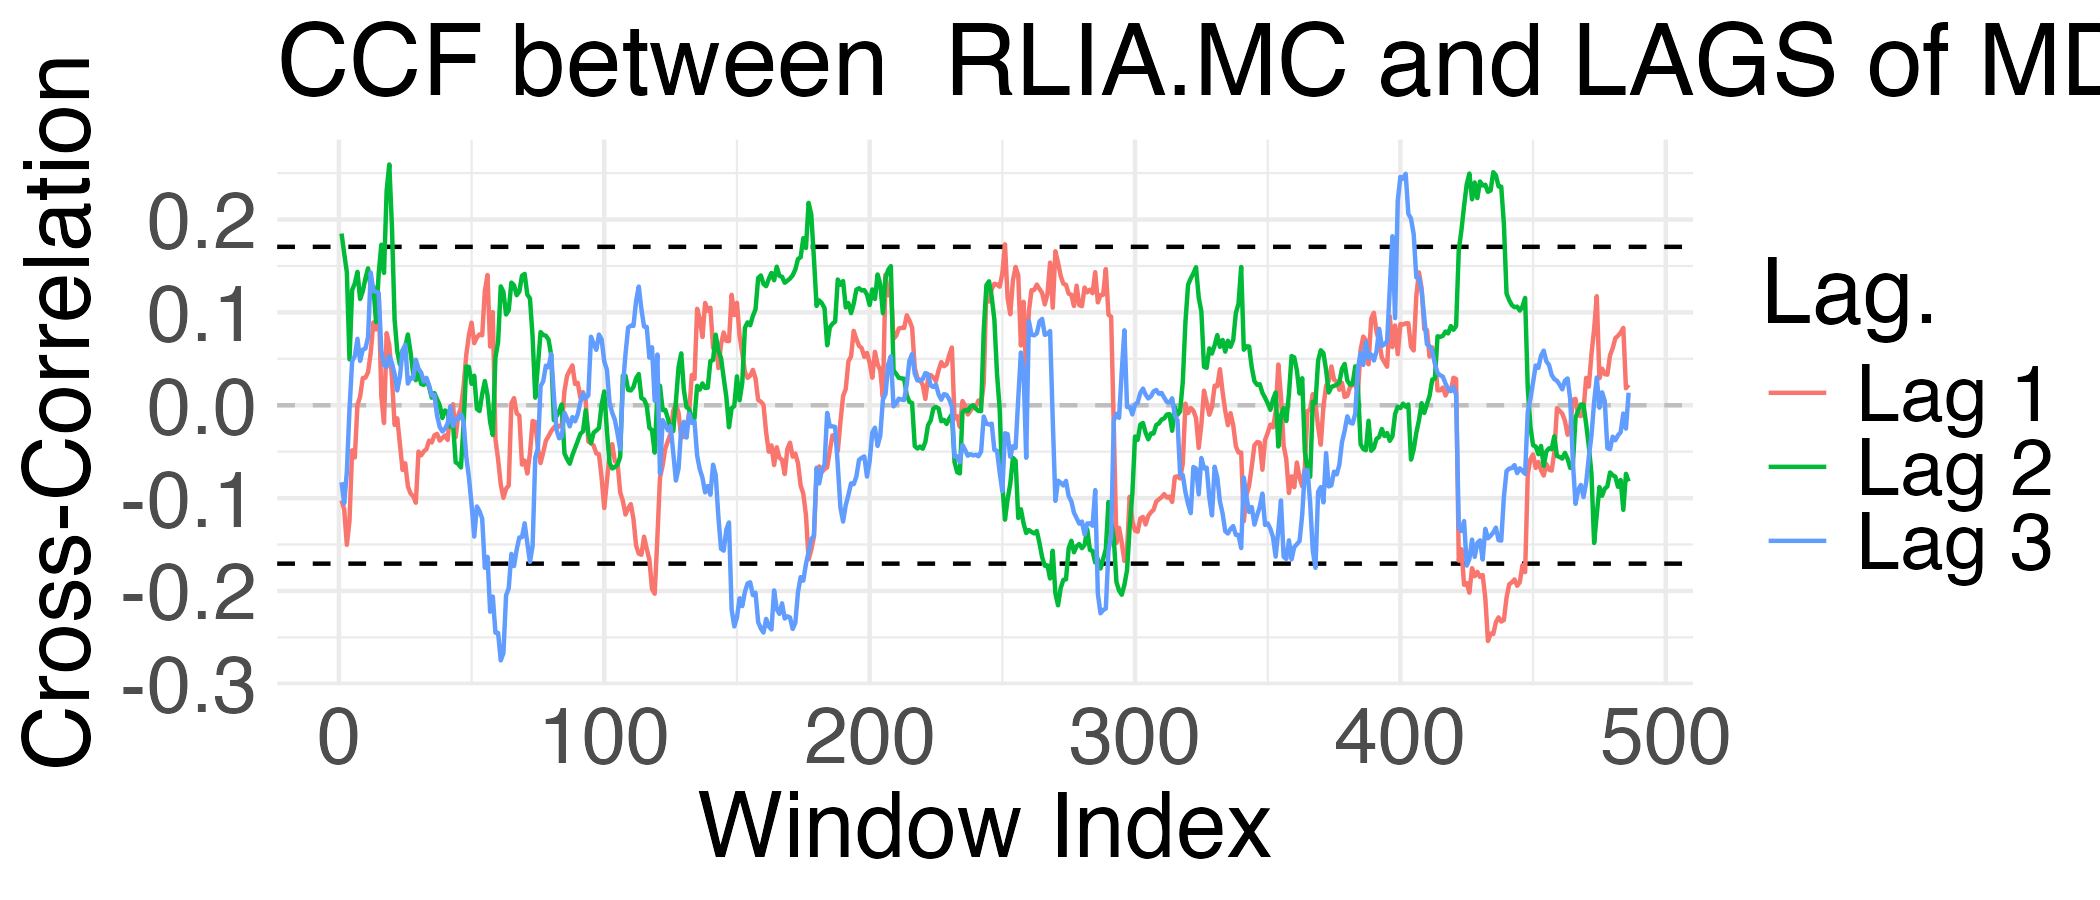 CCF between  RLIA.MC and LAGS of MD
Cross-Correlation
0.2
0.1
0.0
-0.1
-0.2
-0.3
0 100 200 300 400 500
Window Index
Lag.
Lag 1
Lag 2
Lag 3